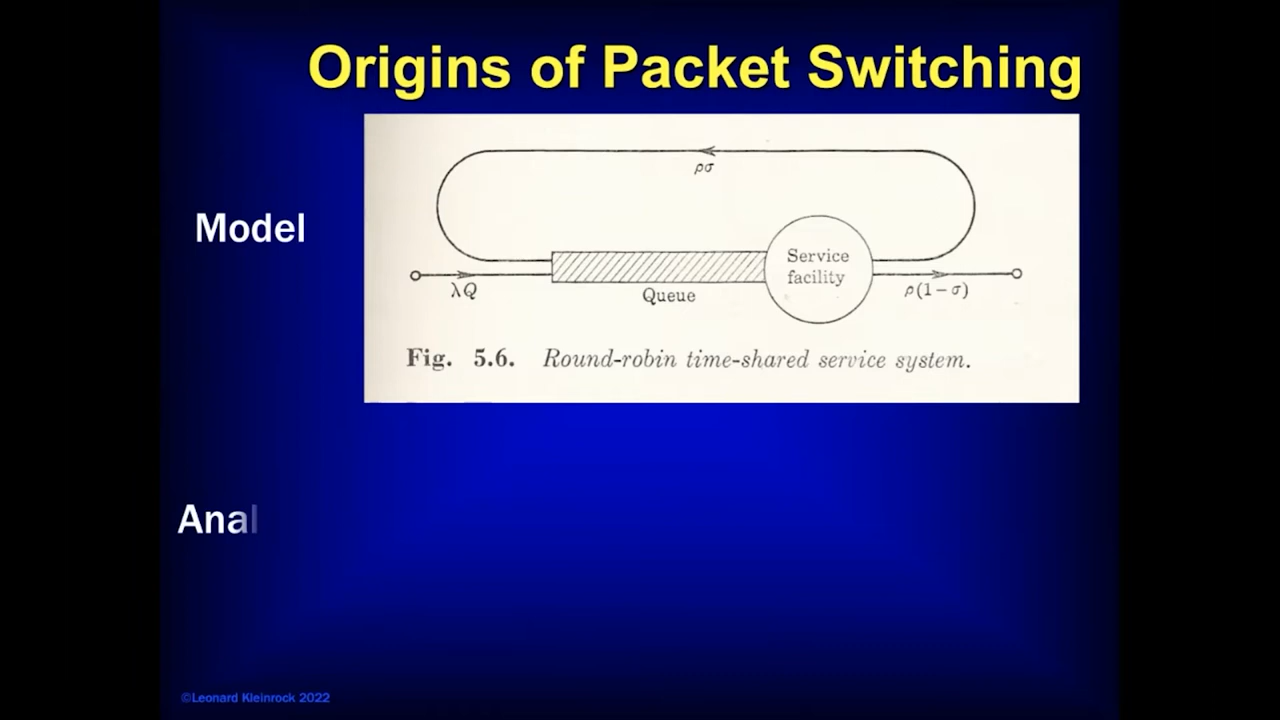 Origins of Packet Switching
Model
ρσ
Service
facility
λQ
Queue
ρ(1−σ)
Fig. 5.6. Round-robin time-shared service system.
Anal
©Leonard Kleinrock 2022